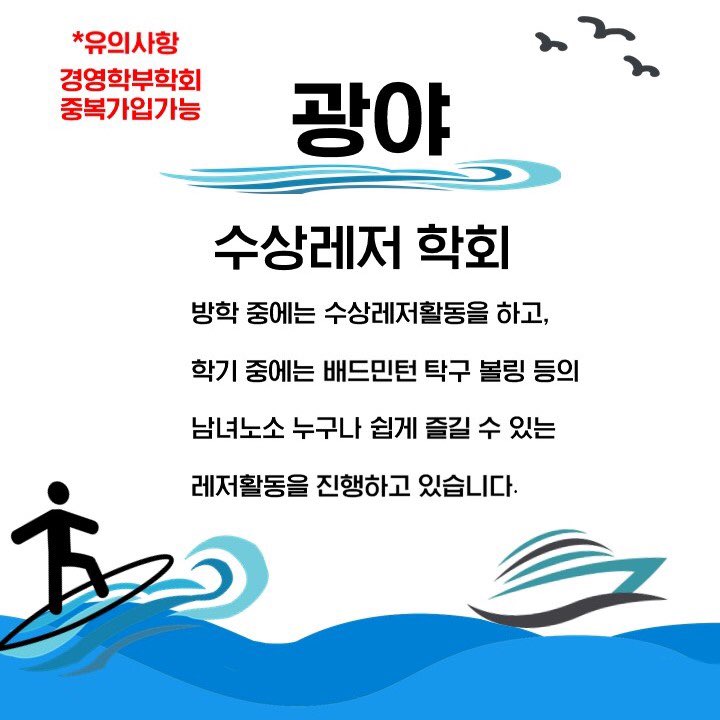 *유의사항
경영학부학회
중복가입가능
광야
수상레저 학회
방학 중에는 수상레저활동을 하고,
학기 중에는 배드민턴 탁구 볼링 등의
남녀노소 누구나 쉽게 즐길 수 있는
레저활동을 진행하고 있습니다.